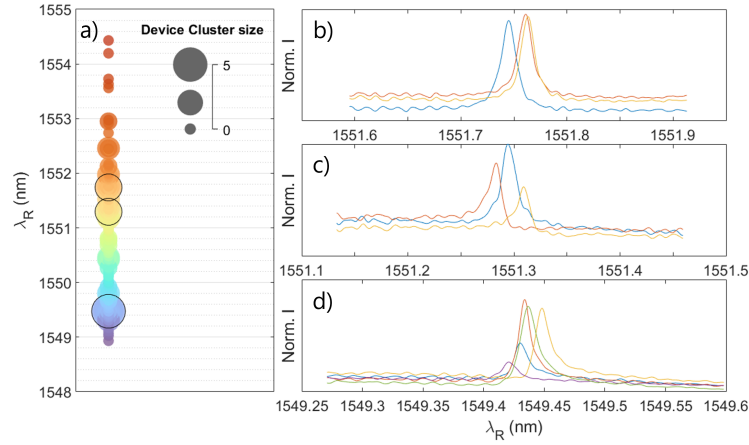 a)
Device Cluster size
5
0
1555
1554
1553
1552
1551
1550
1549
1548
λR (nm)
b)
Norm. I
1551.6
1551.7
1551.8
1551.9
c)
Norm. I
1551.1
1551.2
1551.3
1551.4
1551.5
d)
Norm. I
1549.25
1549.3
1549.35
1549.4
1549.45
1549.5
1549.55
1549.6
λR (nm)